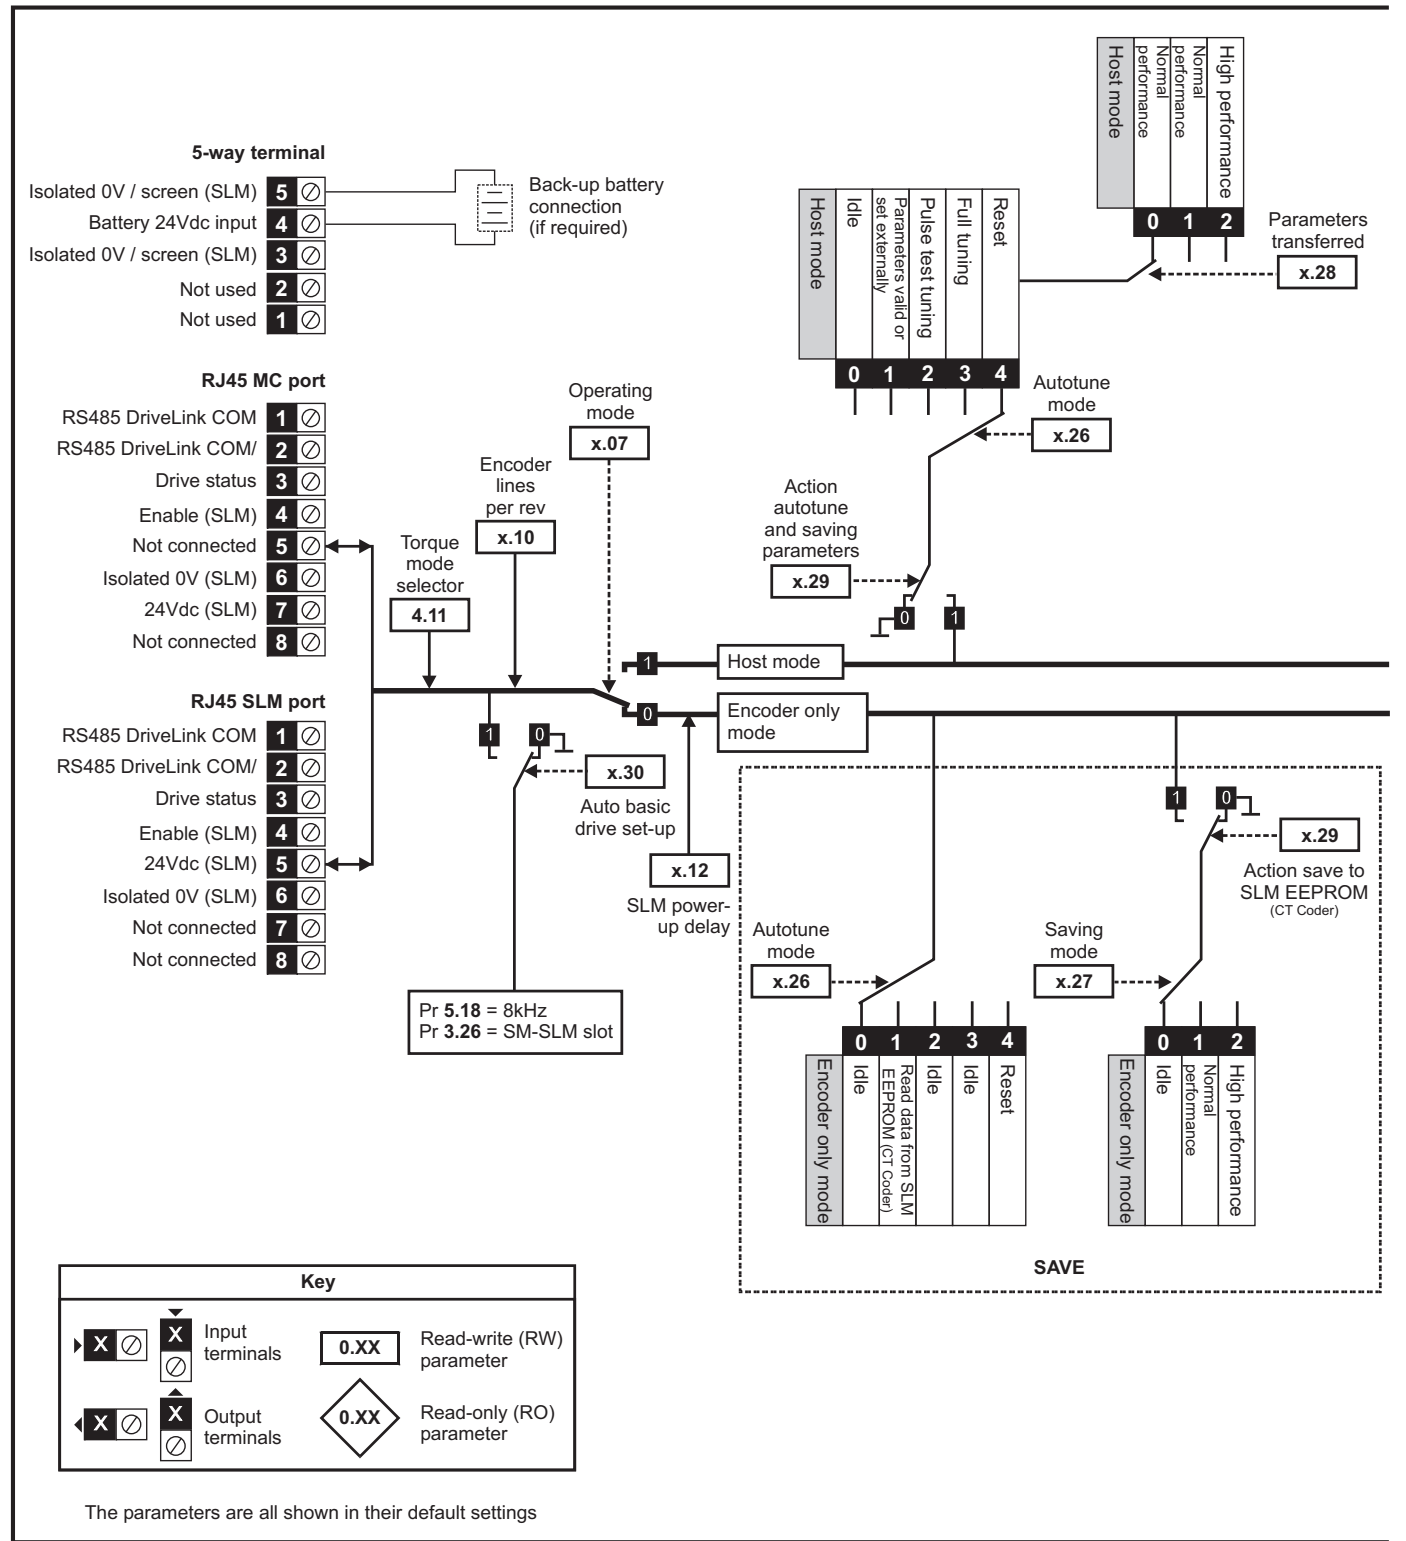 5-way terminal
Isolated 0V / screen (SLM) 5
Battery 24Vdc input 4
Isolated 0V / screen (SLM) 3
Not used 2
Not used 1
Back-up battery
connection
(if required)
RJ45 MC port
RS485 DriveLink COM 1
RS485 DriveLink COM/ 2
Drive status 3
Enable (SLM) 4
Not connected 5
Isolated 0V (SLM) 6
24Vdc (SLM) 7
Not connected 8
RJ45 SLM port
RS485 DriveLink COM 1
RS485 DriveLink COM/ 2
Drive status 3
Enable (SLM) 4
24Vdc (SLM) 5
Isolated 0V (SLM) 6
Not connected 7
Not connected 8
Torque
mode
selector
4.11
Encoder
lines
per rev
x.10
Operating
mode
x.07
1
0
Host mode
Encoder only
mode
1
0
x.30
Auto basic
drive set-up
x.12
SLM power-
up delay
Pr 5.18 = 8kHz
Pr 3.26 = SM-SLM slot
Host mode
Normal
performance
Normal
performance
High performance
0 1 2
Parameters
transferred
x.28
Host mode
Idle
Parameters valid or
set externally
Pulse test tuning
Full tuning
Reset
0 1 2 3 4
Autotune
mode
x.26
Action
autotune
and saving
parameters
x.29
0
1
1
0
x.29
Action save to
SLM EEPROM
(CT Coder)
Autotune
mode
x.26
Saving
mode
x.27
0 1 2 3 4
Encoder only mode
Idle
Read data from SLM
EEPROM (CT Coder)
Idle
Idle
Reset
0 1 2
Encoder only mode
Idle
Normal
performance
High performance
SAVE
Key
X
X
Input
terminals
0.XX
Read-write (RW)
parameter
X
X
Output
terminals
0.XX
Read-only (RO)
parameter
The parameters are all shown in their default settings